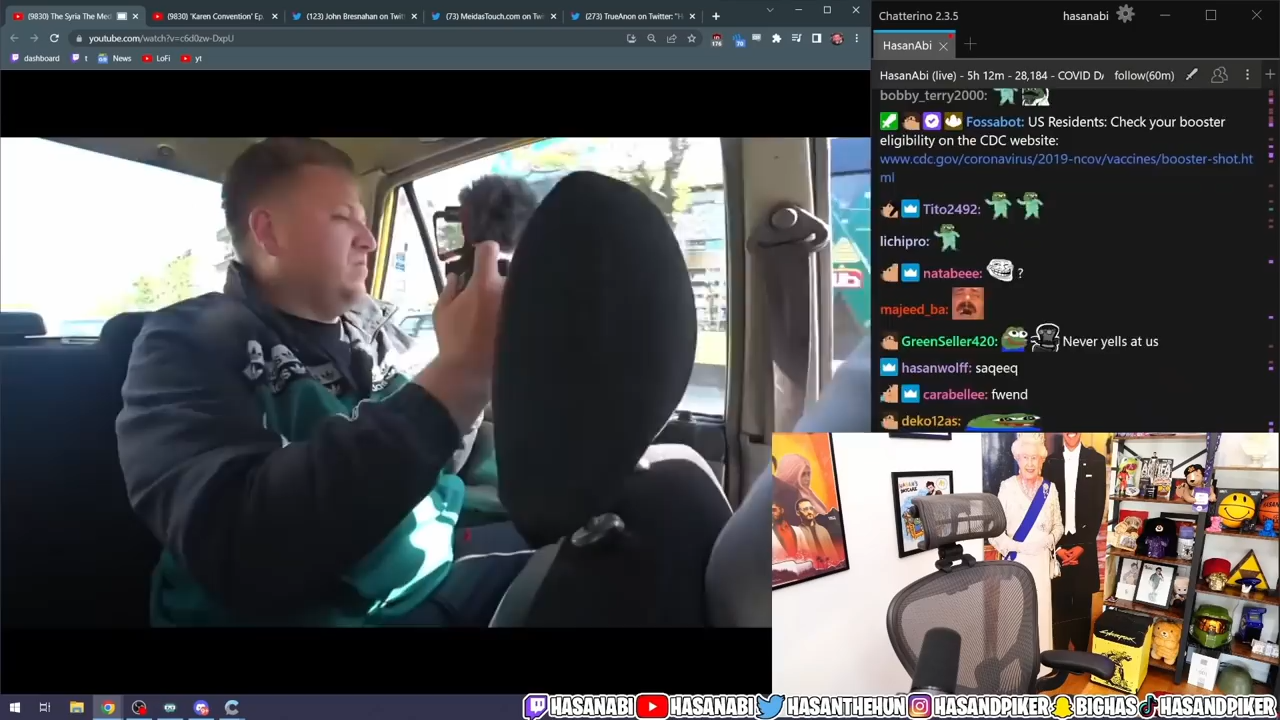 (9830) The Syria The Med
(9830) 'Karen Convention' Ep.
(123) John Bresnahan on Twitt
(73) MeidasTouch.com on Twitt
(273) TrueAnon on Twitter: "H
youtube.com/watch?v=c6d0zw-DxpU
dashboard
t
News
LoFi
yt
Chatterino 2.3.5
hasanabi
HasanAbi
HasanAbi (live) - 5h 12m - 28,184 - COVID DA
follow(60m)
bobby_terry2000:
Fossabot: US Residents: Check your booster
eligibility on the CDC website:
www.cdc.gov/coronavirus/2019-ncov/vaccines/booster-shot.ht
ml
Tito2492:
lichipro:
natabeee: ?
majeed_ba:
GreenSeller420: Never yells at us
hasanwolff: saqeeq
carabellee: fwend
deko12as:
HASANABI
HASANABI
HASANTHEHUN
HASANDPIKER
BIGHAS
HASANDPIKER